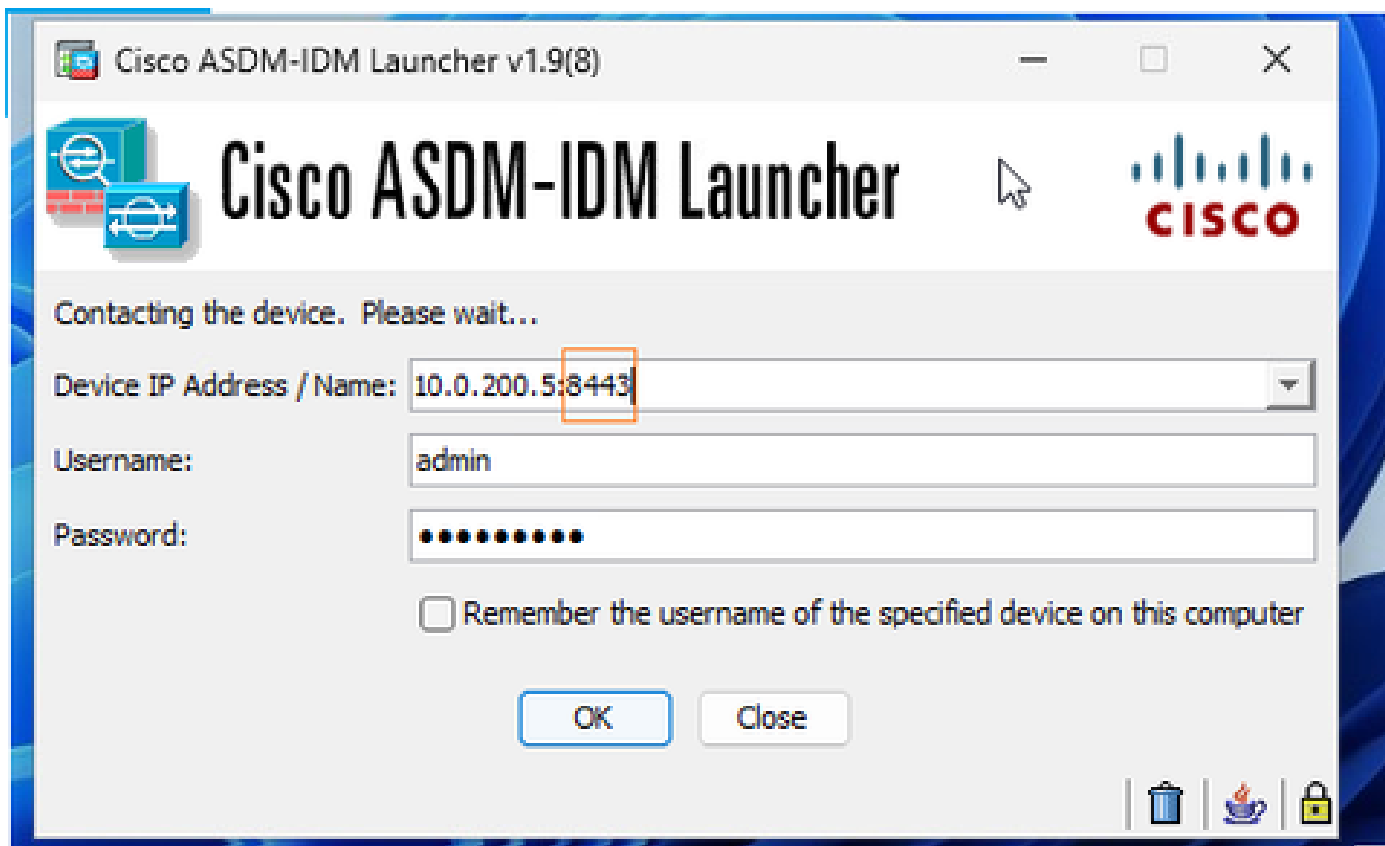 Cisco ASDM-IDM Launcher v1.9(8)
Cisco ASDM-IDM Launcher
CISCO
Contacting the device. Please wait...
Device IP Address / Name: 10.0.200.5:8443
Username: admin
Password: •••••••••
Remember the username of the specified device on this computer
OK Close